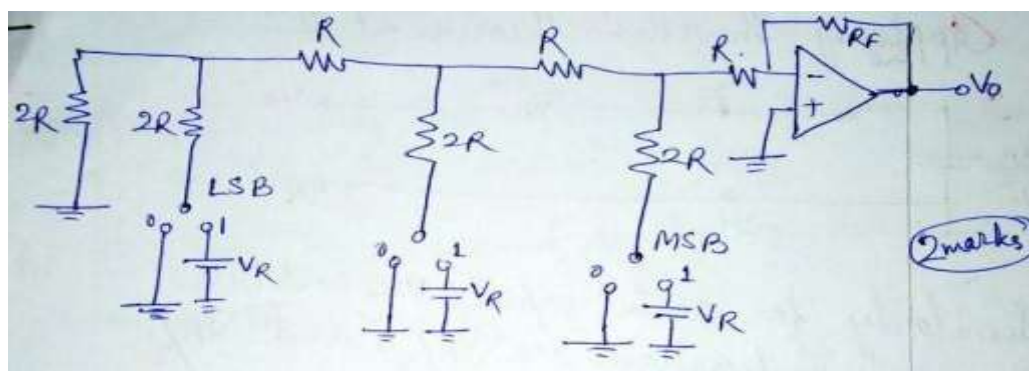 R R R RF
2R 2R 2R 2R
- +
Vo
LSB MSB
0 1 VR
0 1 VR
0 1 VR
2marks